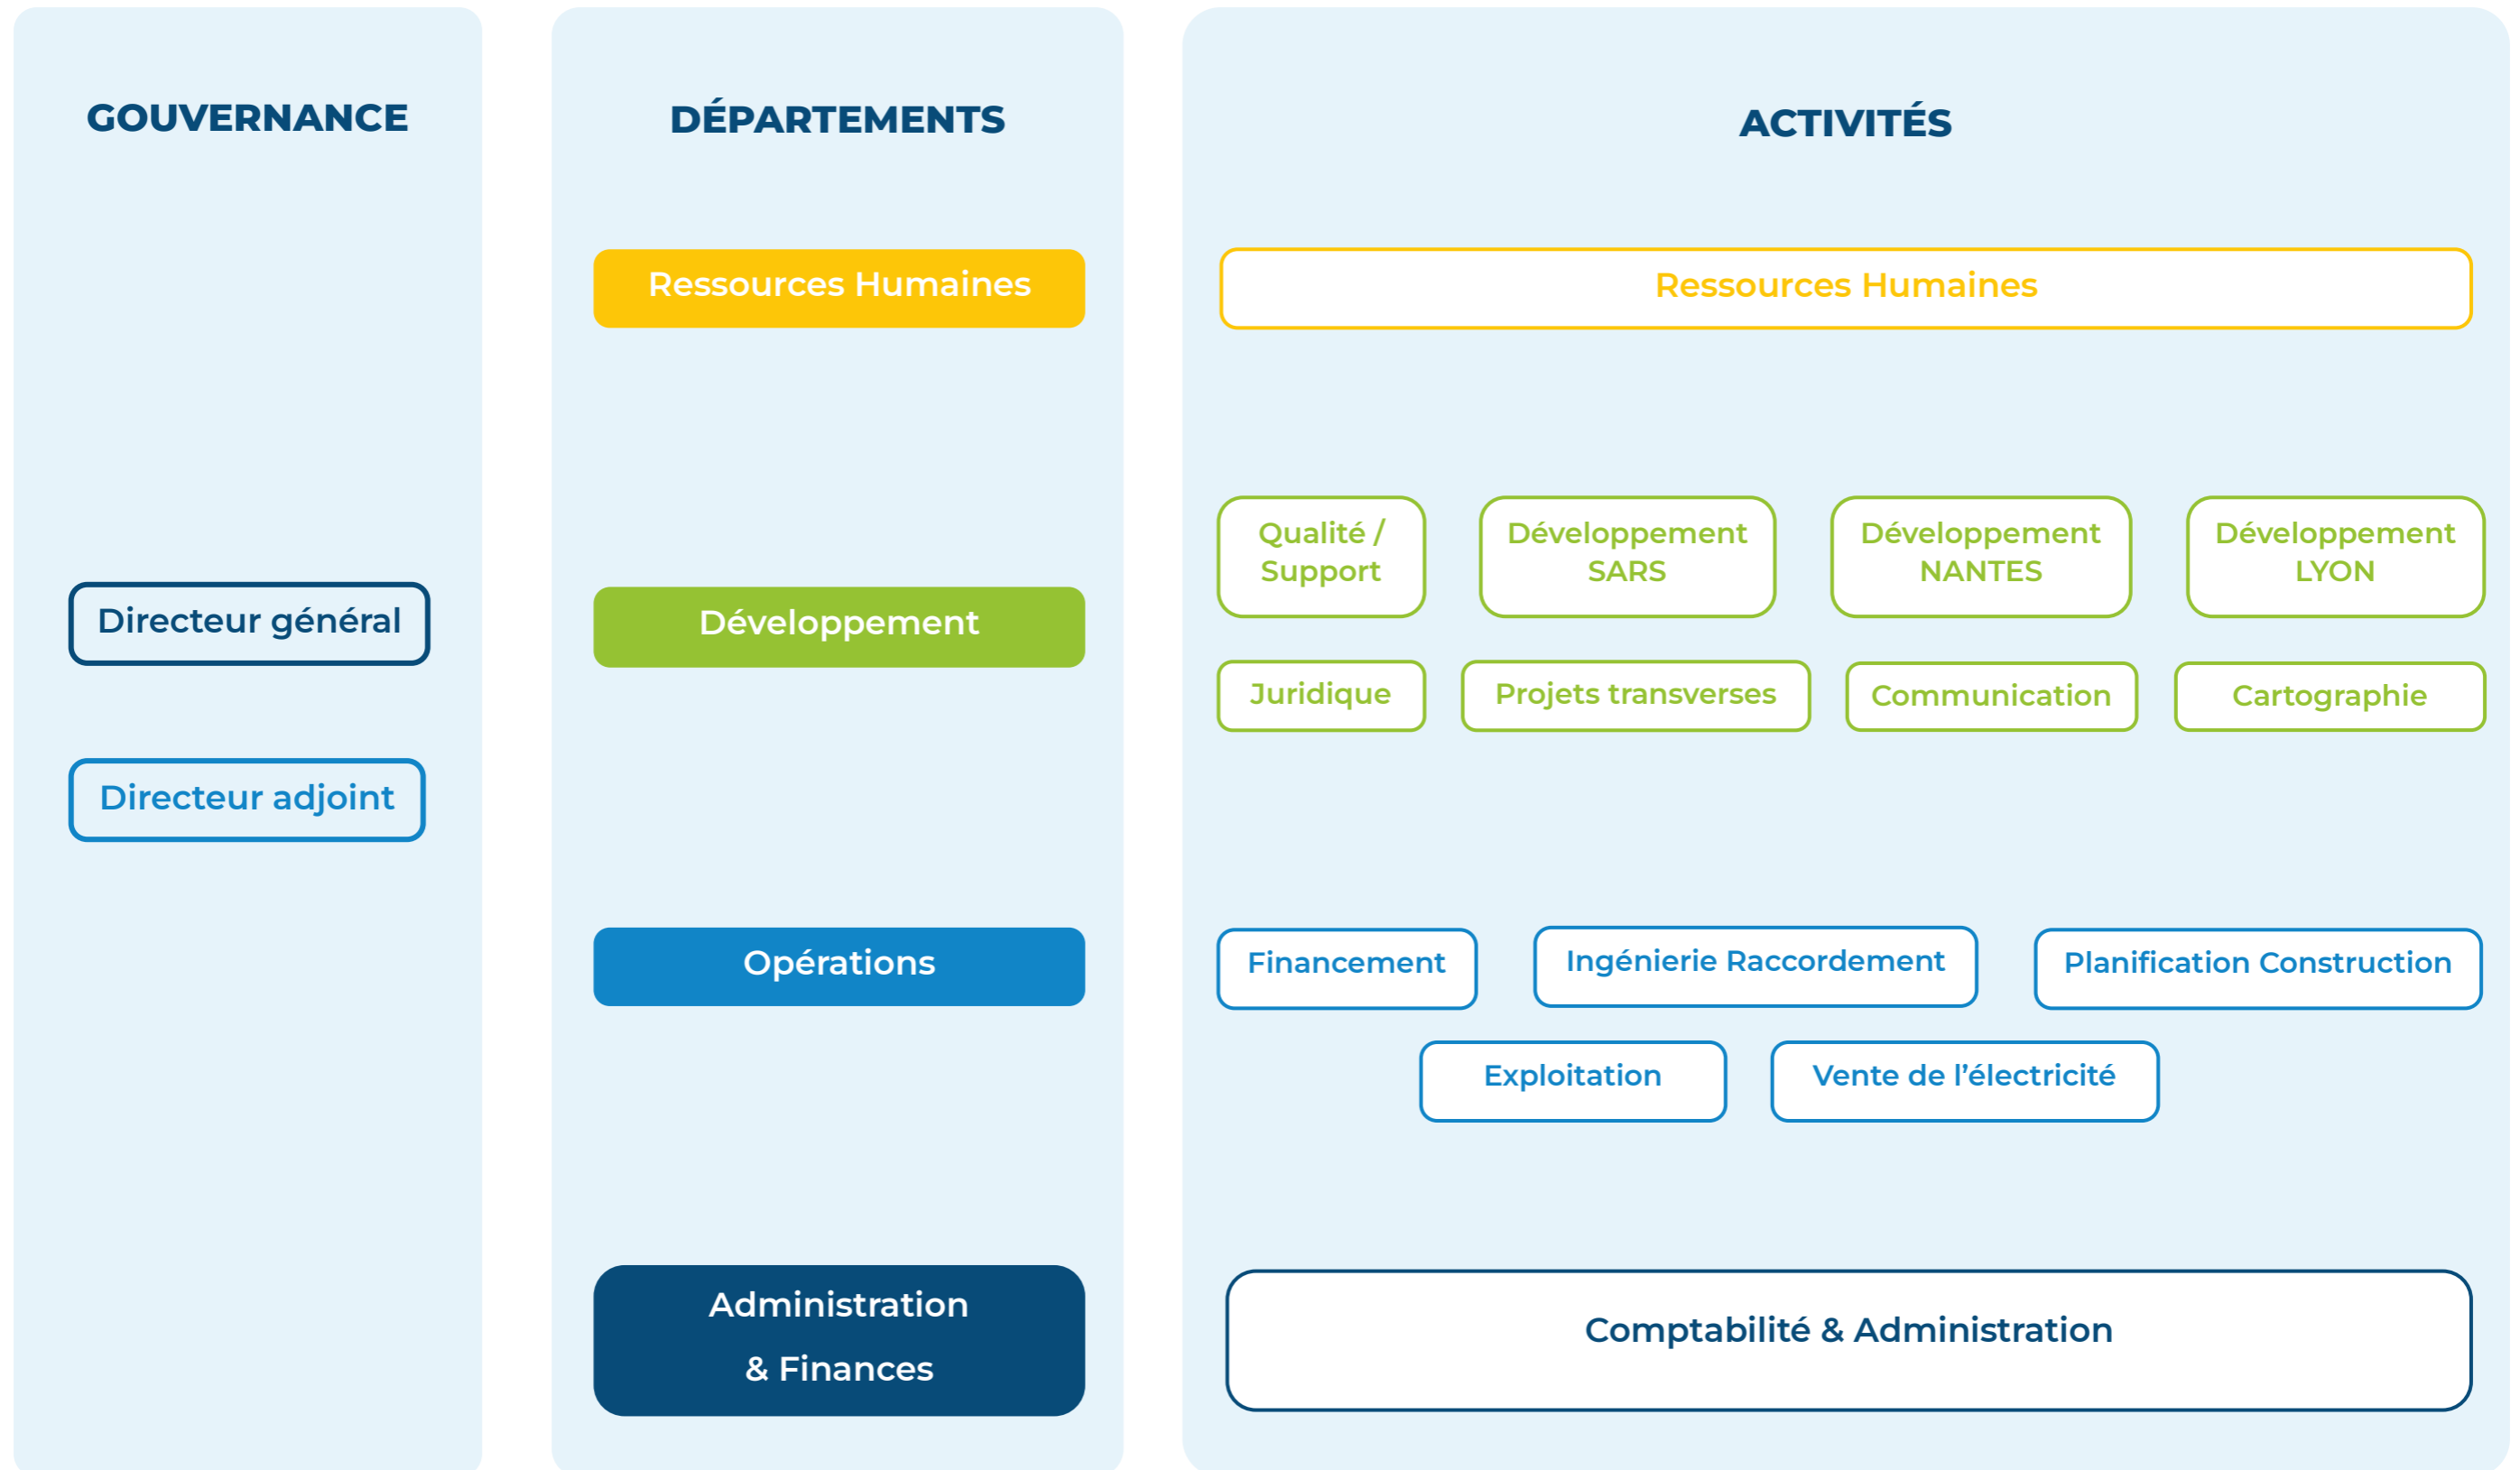 GOUVERNANCE
Directeur général
Directeur adjoint
DÉPARTEMENTS
Ressources Humaines
Développement
Opérations
Administration
& Finances
ACTIVITÉS
Ressources Humaines
Qualité /
Support
Développement
SARS
Développement
NANTES
Développement
LYON
Juridique
Projets transverses
Communication
Cartographie
Financement
Ingénierie Raccordement
Planification Construction
Exploitation
Vente de l’électricité
Comptabilité & Administration